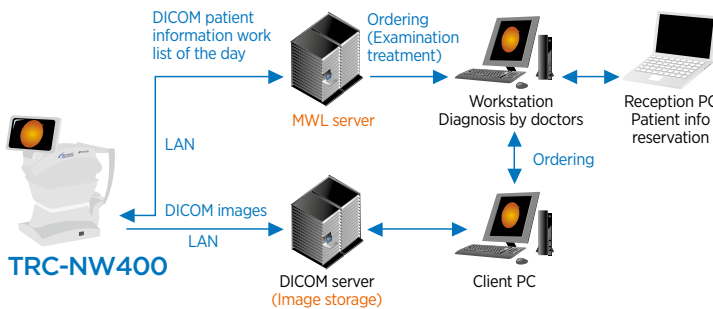 DICOM patient
information work
list of the day
Ordering
(Examination
treatment)
MWL server
Workstation
Diagnosis by doctors
Reception PC
Patient info
reservation
LAN
Ordering
DICOM images
LAN
TRC-NW400
DICOM server
(Image storage)
Client PC